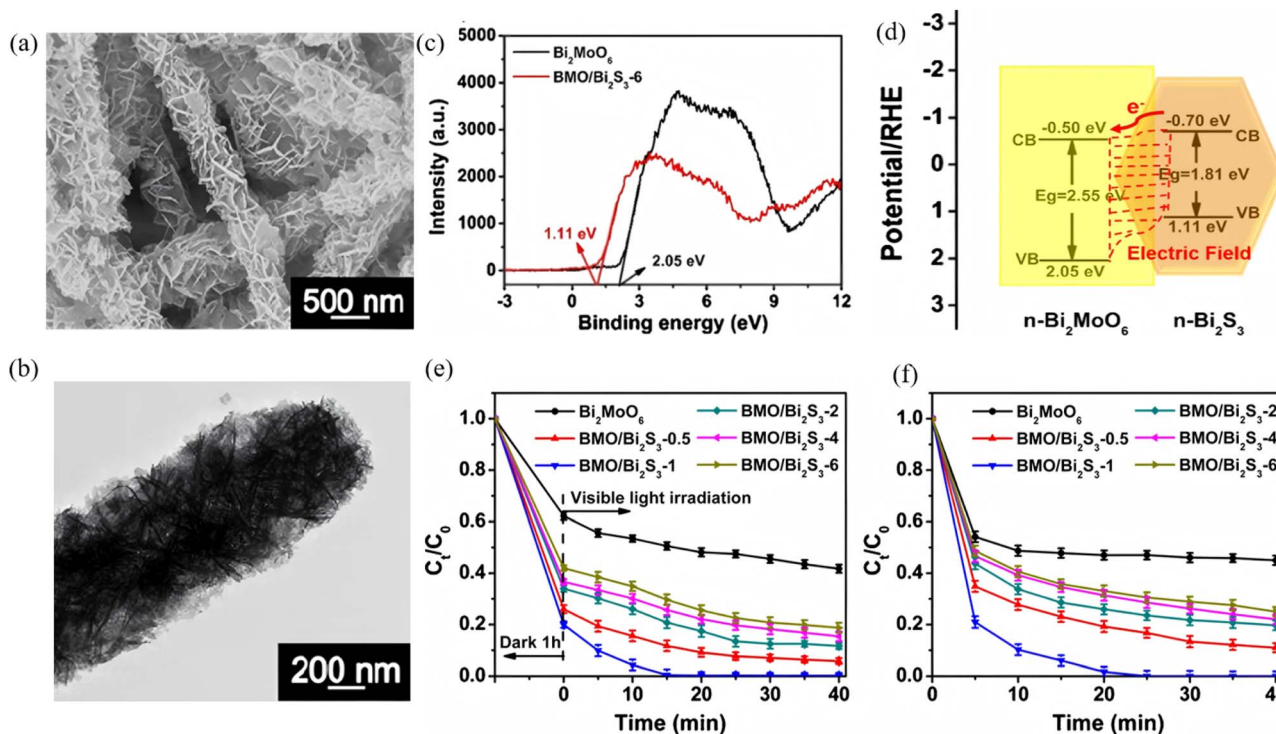 (a)
500 nm
(b)
200 nm
(c)
Bi₂MoO₆
BMO/Bi₂S₃-6
5000
4000
3000
2000
1000
0
1.11 eV
2.05 eV
-3
0
3
6
9
12
Intensity (a.u.)
Binding energy (eV)
(d)
Potential/RHE
-3
-2
-1
0
1
2
3
e-
-0.50 eV
-0.70 eV
CB
CB
Eg=2.55 eV
Eg=1.81 eV
VB
1.11 eV
VB
2.05 eV
Electric Field
n-Bi₂MoO₆
n-Bi₂S₃
(e)
Bi₂MoO₆
BMO/Bi₂S₃-0.5
BMO/Bi₂S₃-1
BMO/Bi₂S₃-2
BMO/Bi₂S₃-4
BMO/Bi₂S₃-6
Visible light irradiation
Dark 1h
Cₜ/C₀
1.0
0.8
0.6
0.4
0.2
0.0
0
10
20
30
40
Time (min)
(f)
Bi₂MoO₆
BMO/Bi₂S₃-0.5
BMO/Bi₂S₃-1
BMO/Bi₂S₃-2
BMO/Bi₂S₃-4
BMO/Bi₂S₃-6
Cₜ/C₀
1.0
0.8
0.6
0.4
0.2
0.0
0
10
20
30
Time (min)